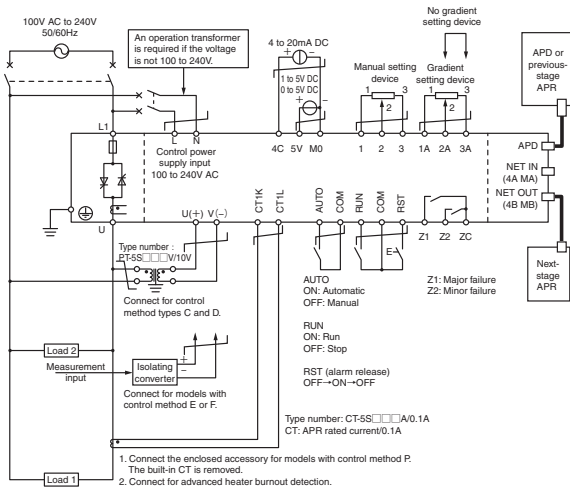 100V AC to 240V
50/60Hz
An operation transformer
is required if the voltage
is not 100 to 240V.
4 to 20mA DC
+
−
1 to 5V DC
0 to 5V DC
+
−
No gradient
setting device
Manual setting
device
1
3
2
Gradient
setting device
1
3
2
APD or
previous-
stage
APR
L1
L
N
Control power
supply input
100 to 240V AC
4C
5V
M0
1
2
3
1A
2A
3A
APD
NET IN
(4A MA)
NET OUT
(4B MB)
U
U(+)
V(−)
CT1K
CT1L
AUTO
COM
RUN
COM
RST
Z1
Z2
ZC
E
Type number :
PT-5S□□□V/10V
Connect for control
method types C and D.
AUTO
ON: Automatic
OFF: Manual
Z1: Major failure
Z2: Minor failure
Next-
stage
APR
RUN
ON: Run
OFF: Stop
Load 2
Measurement
input
Isolating
converter
+
−
Connect for models with
control method E or F.
RST (alarm release)
OFF→ON→OFF
Type number: CT-5S□□□A/0.1A
CT: APR rated current/0.1A
Load 1
1. Connect the enclosed accessory for models with control method P.
The built-in CT is removed.
2. Connect for advanced heater burnout detection.